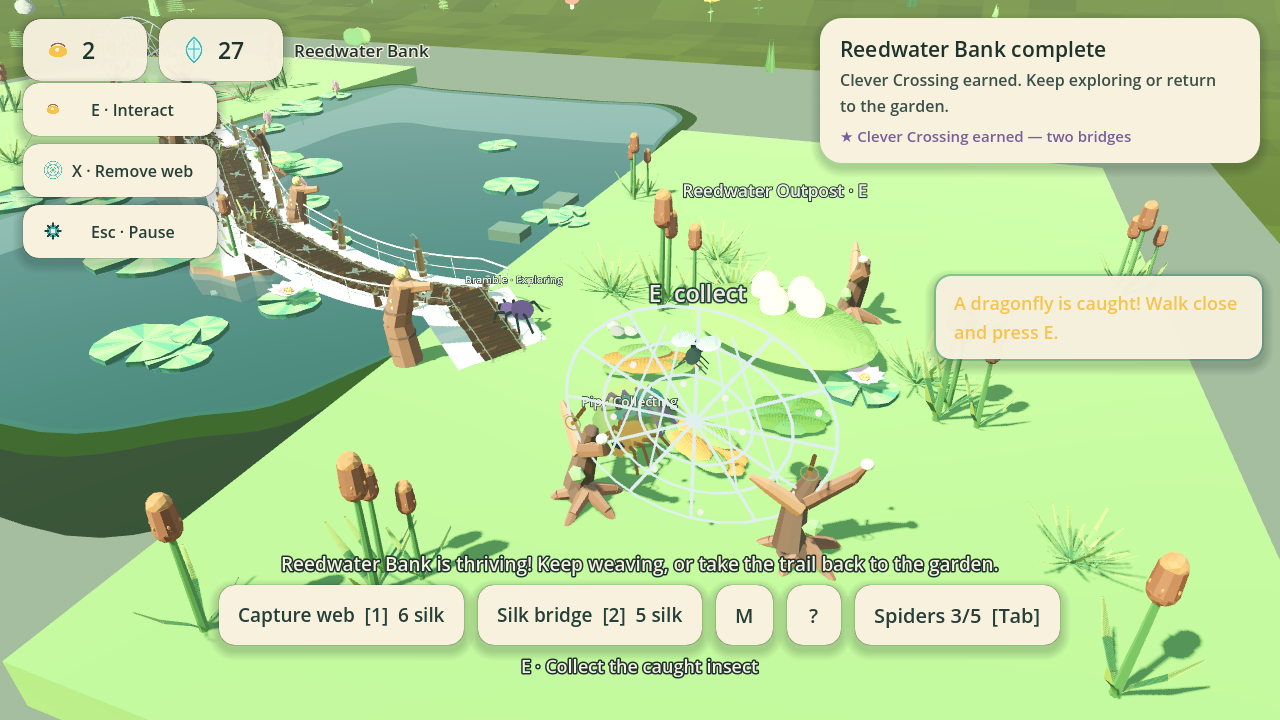 2
27
Reedwater Bank
E · Interact
X · Remove web
Esc · Pause
Reedwater Bank complete
Clever Crossing earned. Keep exploring or return
to the garden.
★ Clever Crossing earned — two bridges
Reedwater Outpost · E
Bramble · Exploring
E collect
A dragonfly is caught! Walk close
and press E.
Pip · Collecting
Reedwater Bank is thriving! Keep weaving, or take the trail back to the garden.
Capture web [1] 6 silk
Silk bridge [2] 5 silk
M
?
Spiders 3/5 [Tab]
E · Collect the caught insect